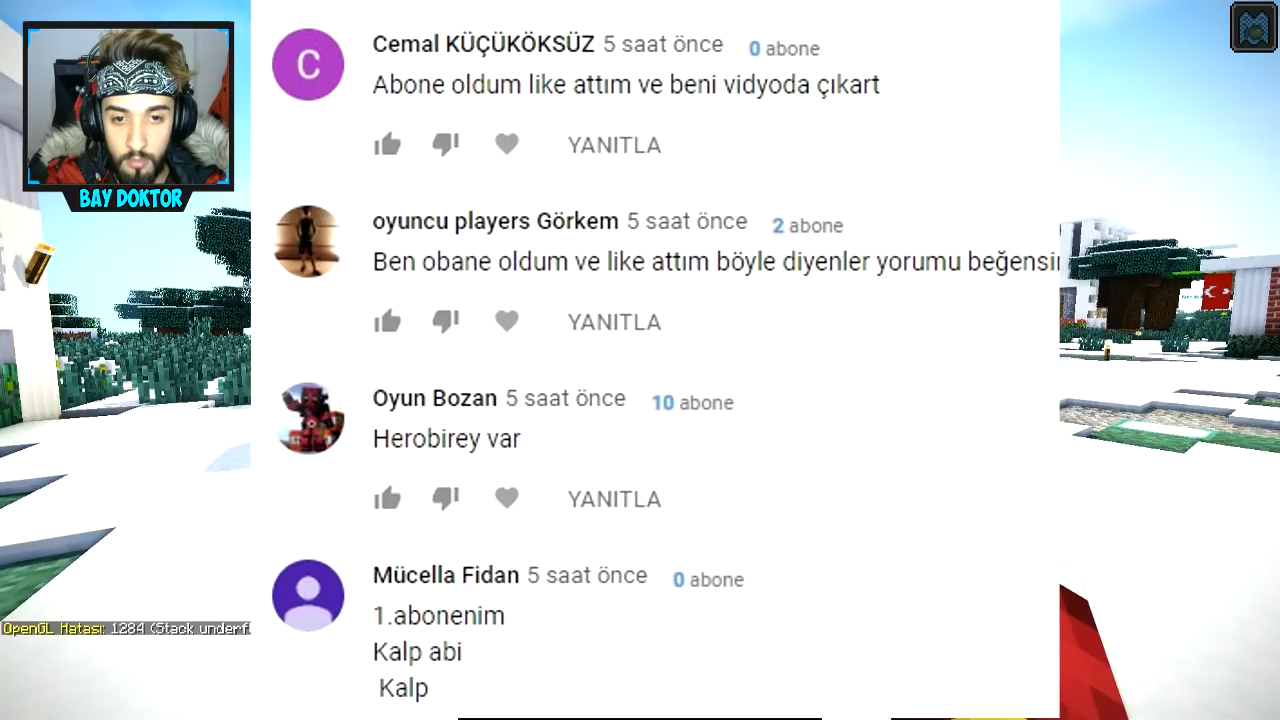 BAY DOKTOR
Cemal KÜÇÜKÖKSÜZ 5 saat önce 0 abone
Abone oldum like attım ve beni vidyoda çıkart
YANITLA
oyuncu players Görkem 5 saat önce 2 abone
Ben obane oldum ve like attım böyle diyenler yorumu beğensi
YANITLA
Oyun Bozan 5 saat önce 10 abone
Herobirey var
YANITLA
Mücella Fidan 5 saat önce 0 abone
1.abonenim
Kalp abi
Kalp
OpenGL Hatası: 1284 (Stack underf
C